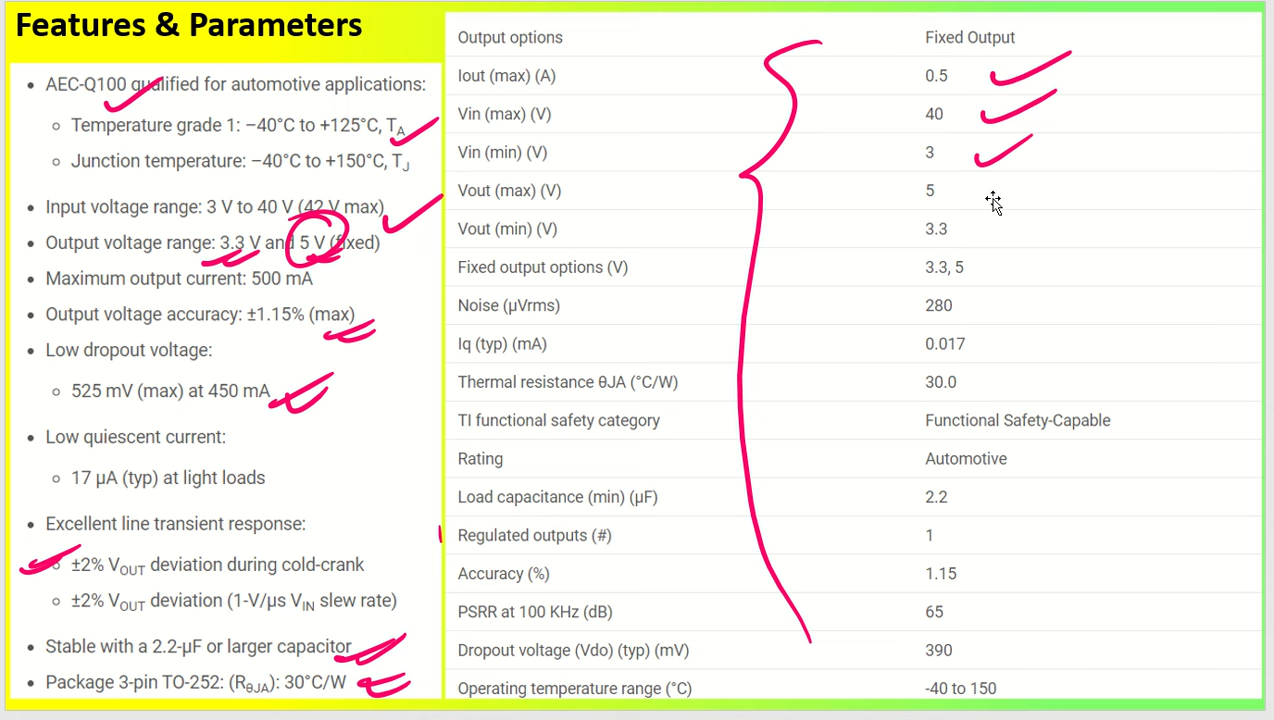 Features & Parameters
AEC-Q100 qualified for automotive applications:
Temperature grade 1: −40°C to +125°C, TA
Junction temperature: −40°C to +150°C, TJ
Input voltage range: 3 V to 40 V (42 V max)
Output voltage range: 3.3 V and 5 V (fixed)
Maximum output current: 500 mA
Output voltage accuracy: ±1.15% (max)
Low dropout voltage:
525 mV (max) at 450 mA
Low quiescent current:
17 µA (typ) at light loads
Excellent line transient response:
±2% VOUT deviation during cold-crank
±2% VOUT deviation (1-V/µs VIN slew rate)
Stable with a 2.2-µF or larger capacitor
Package 3-pin TO-252: (RθJA): 30°C/W
Output options Fixed Output
Iout (max) (A) 0.5
Vin (max) (V) 40
Vin (min) (V) 3
Vout (max) (V) 5
Vout (min) (V) 3.3
Fixed output options (V) 3.3, 5
Noise (µVrms) 280
Iq (typ) (mA) 0.017
Thermal resistance θJA (°C/W) 30.0
TI functional safety category Functional Safety-Capable
Rating Automotive
Load capacitance (min) (µF) 2.2
Regulated outputs (#) 1
Accuracy (%) 1.15
PSRR at 100 KHz (dB) 65
Dropout voltage (Vdo) (typ) (mV) 390
Operating temperature range (°C) -40 to 150